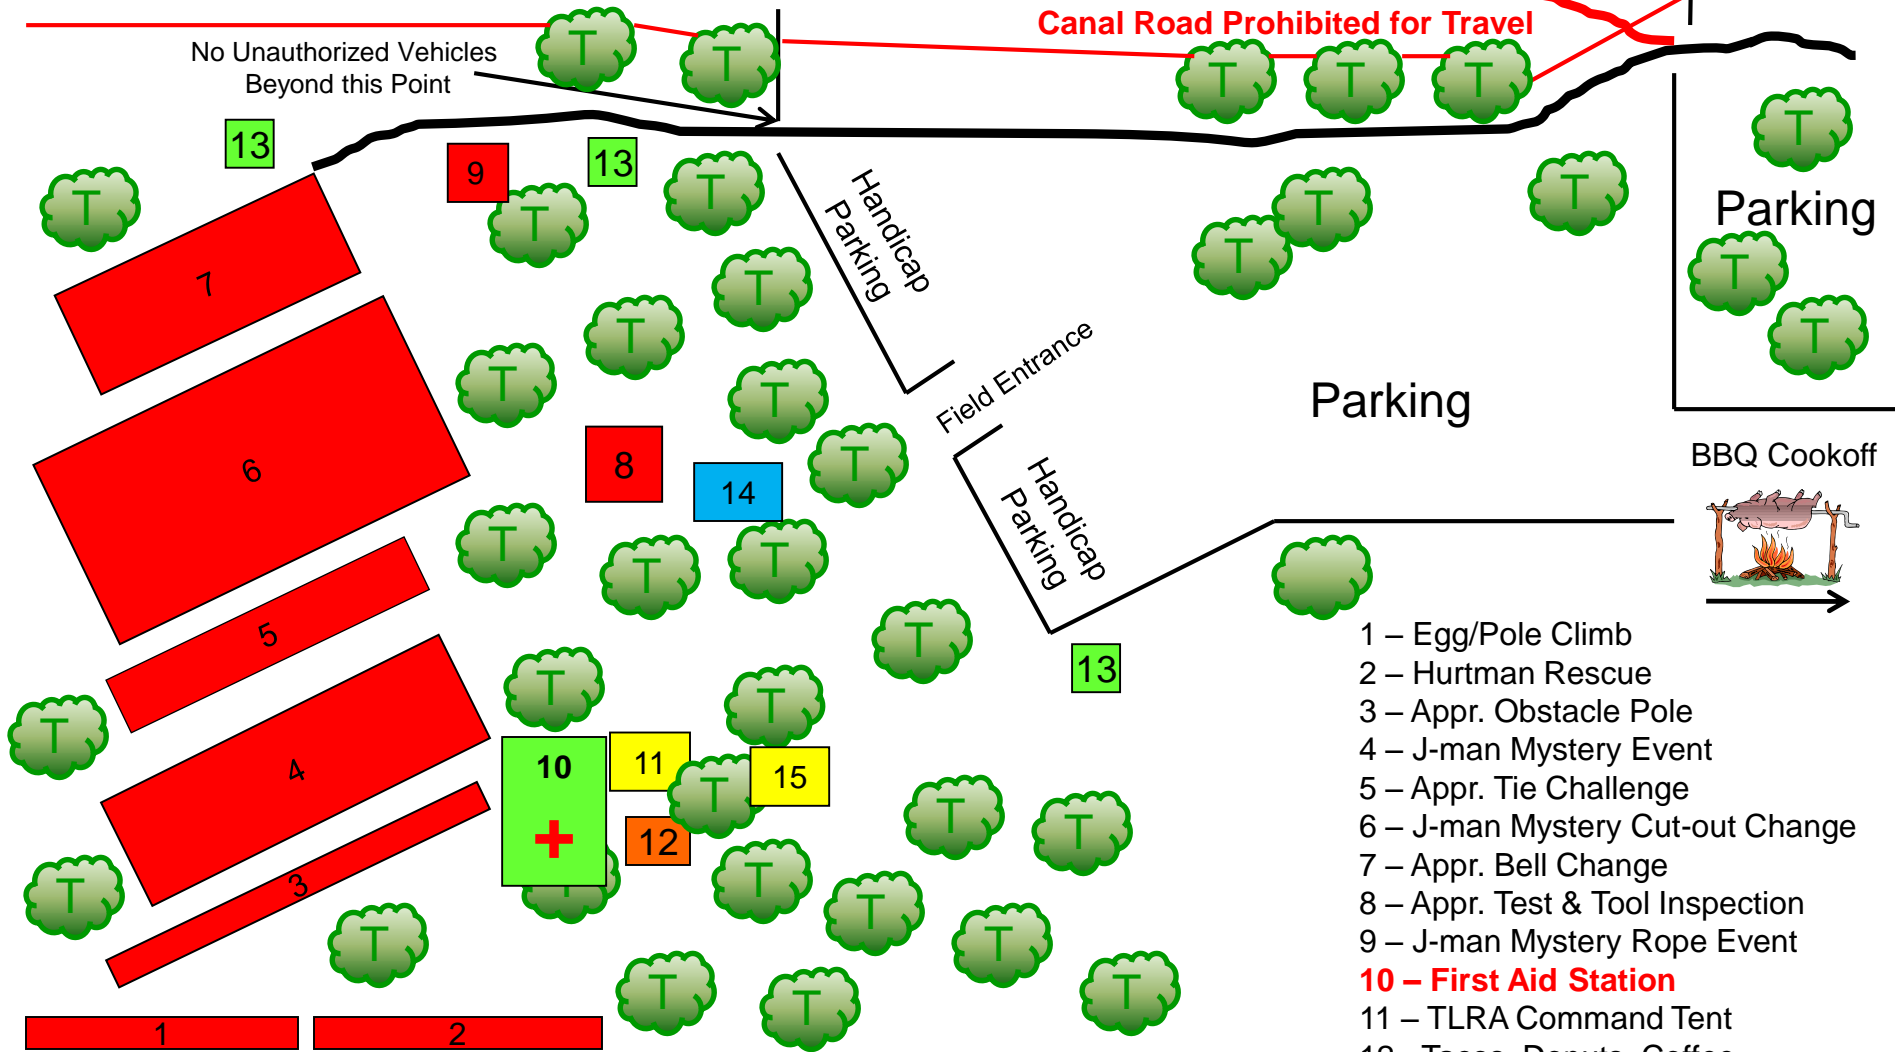 Canal Road Prohibited for Travel
No Unauthorized Vehicles
Beyond this Point
T
T
T
T
T
T
13
9
13
T
T
T
T
T
T
Handicap
Parking
Parking
7
T
T
T
T
T
T
Field Entrance
T
T
Parking
6
8
14
T
BBQ Cookoff
Handicap
Parking
T
T
T
5
T
13
T
T
T
4
10
11
15
T
12
T
T
3
T
T
T
T
T
T
T
T
T
T
1
2
1 – Egg/Pole Climb
2 – Hurtman Rescue
3 – Appr. Obstacle Pole
4 – J-man Mystery Event
5 – Appr. Tie Challenge
6 – J-man Mystery Cut-out Change
7 – Appr. Bell Change
8 – Appr. Test & Tool Inspection
9 – J-man Mystery Rope Event
10 – First Aid Station
11 – TLRA Command Tent